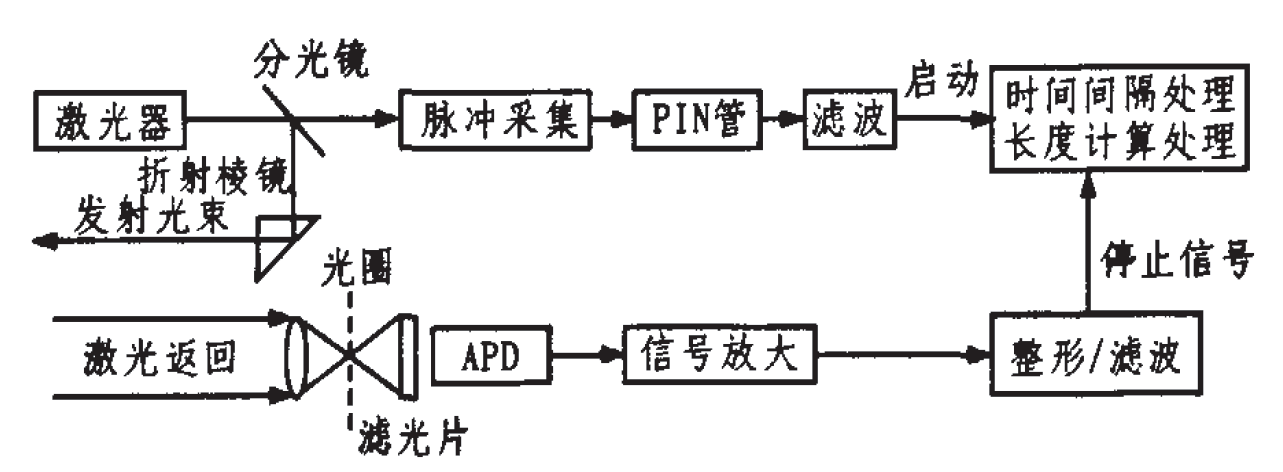 分光镜
激光器
脉冲采集
PIN管
滤波
启动
时间间隔处理
长度计算处理
折射棱镜
发射光束
光圈
停止信号
激光返回
APD
信号放大
整形/滤波
滤光片